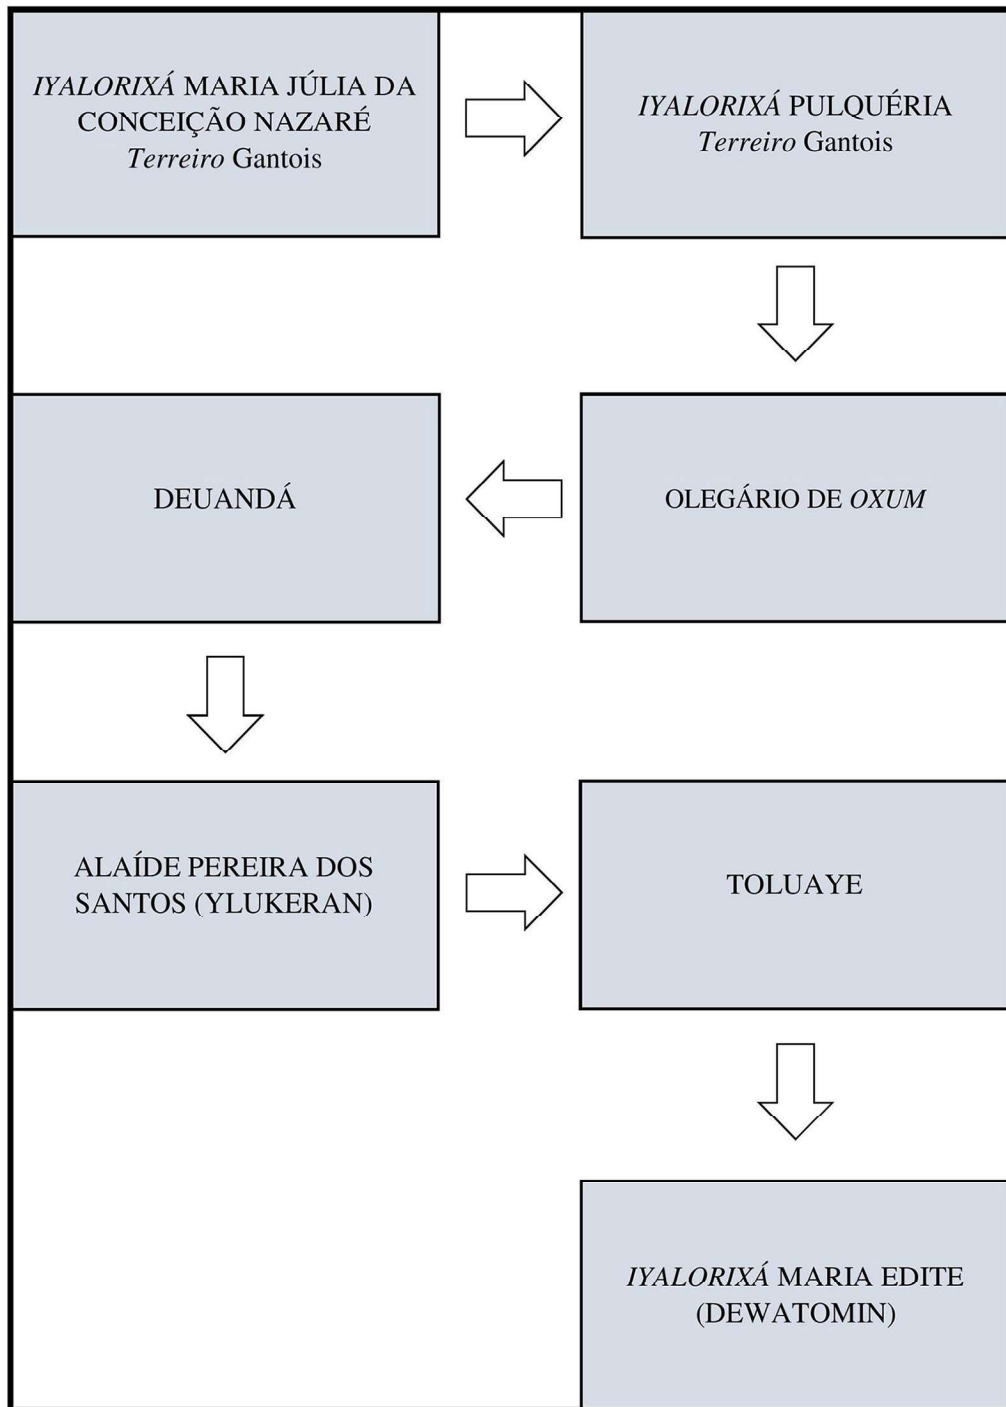 IYALORIXÁ MARIA JÚLIA DA
CONCEIÇÃO NAZARÉ
Terreiro Gantois
IYALORIXÁ PULQUÉRIA
Terreiro Gantois
OLEGÁRIO DE OXUM
DEUANDÁ
ALAÍDE PEREIRA DOS
SANTOS (YLUKERAN)
TOLUAYE
IYALORIXÁ MARIA EDITE
(DEWATOMIN)